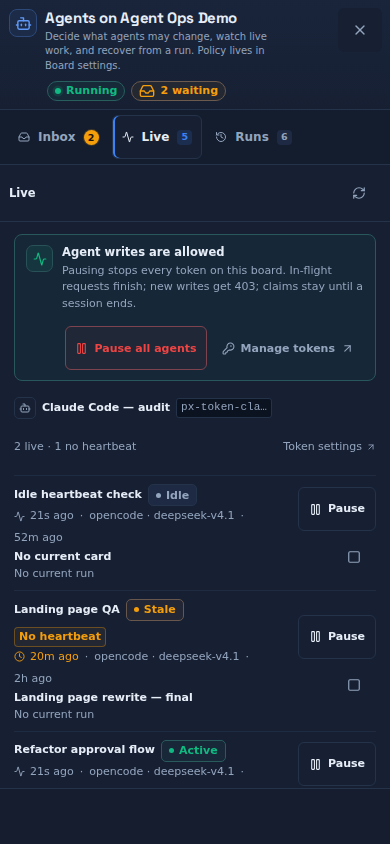 Agents on Agent Ops Demo
Decide what agents may change, watch live
work, and recover from a run. Policy lives in
Board settings.
Running 2 waiting
Inbox 2 Live 5 Runs 6
Live
Agent writes are allowed
Pausing stops every token on this board. In-flight
requests finish; new writes get 403; claims stay until a
session ends.
Pause all agents Manage tokens
Claude Code — audit px-token-cla…
2 live · 1 no heartbeat Token settings
Idle heartbeat check Idle
Pause
21s ago · opencode · deepseek-v4.1 ·
52m ago
No current card
No current run
Landing page QA Stale
No heartbeat
Pause
20m ago · opencode · deepseek-v4.1 ·
2h ago
Landing page rewrite — final
No current run
Refactor approval flow Active
Pause
21s ago · opencode · deepseek-v4.1 ·